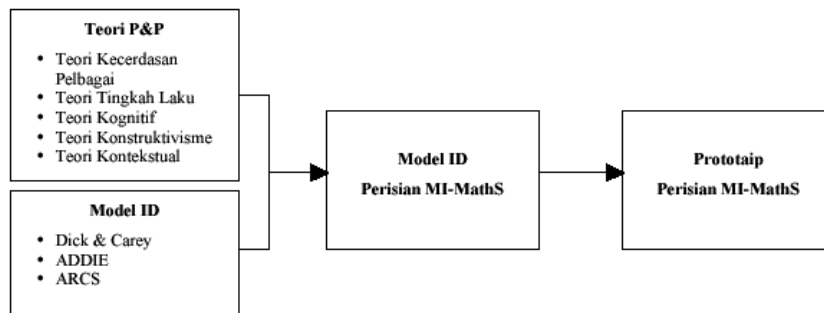 Teori P&P
• Teori Kecerdasan
Pelbagai
• Teori Tingkah Laku
• Teori Kognitif
• Teori Konstruktivisme
• Teori Kontekstual
Model ID
• Dick & Carey
• ADDIE
• ARCS
Model ID
Perisian MI-MathS
Prototaip
Perisian MI-MathS